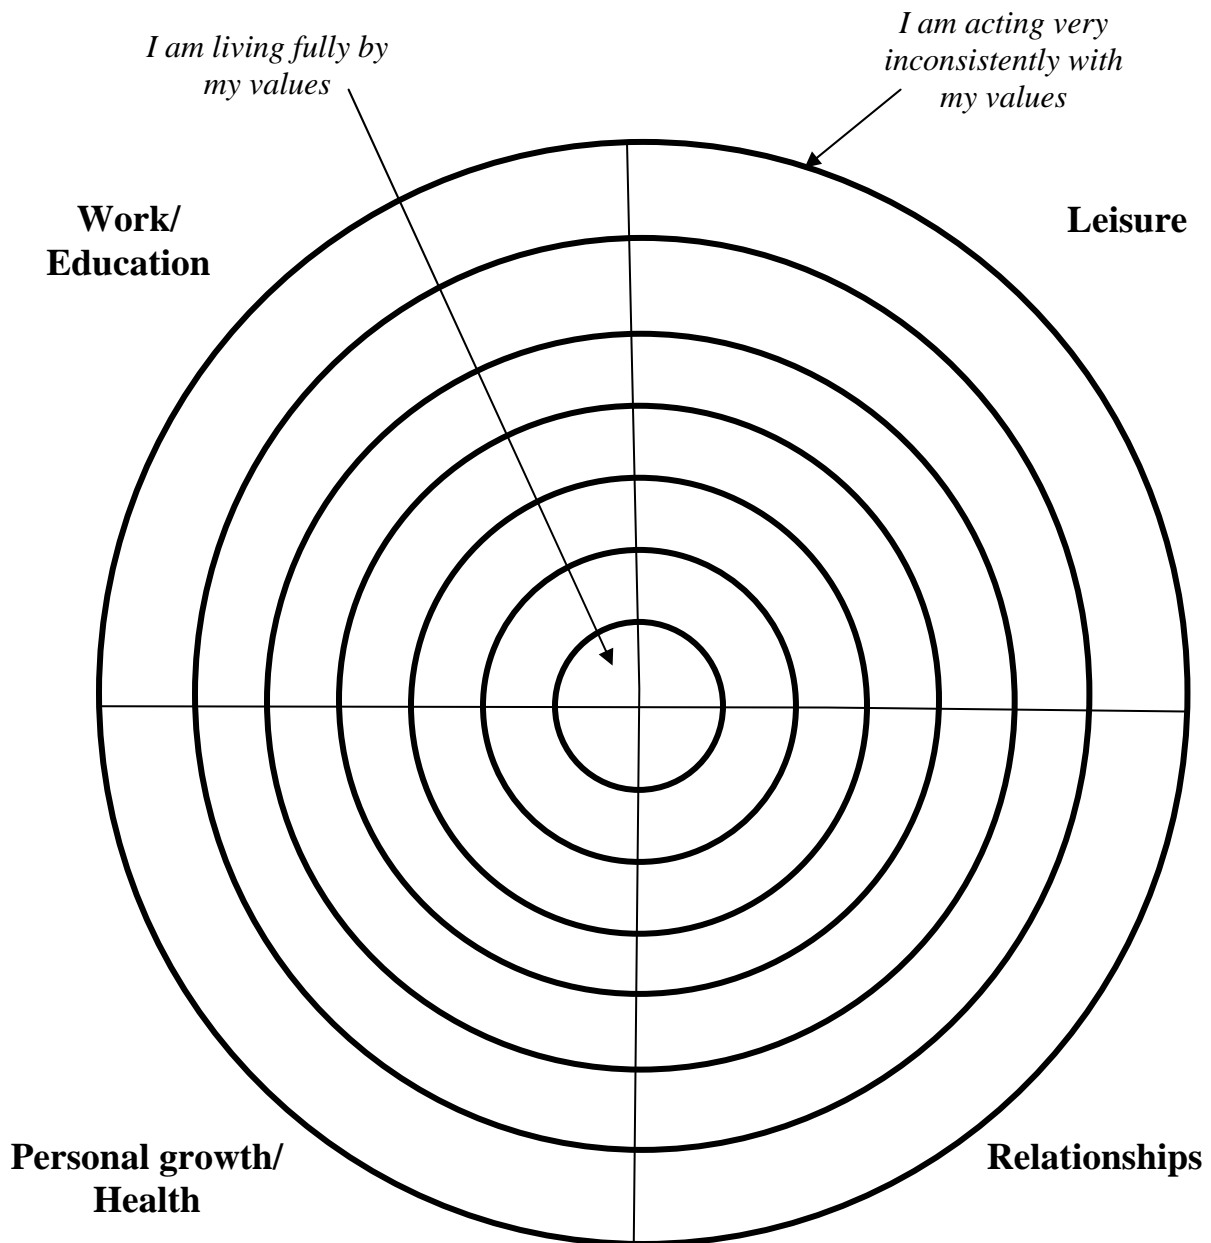 I am living fully by
my values
I am acting very
inconsistently with
my values
Work/
Education
Leisure
Personal growth/
Health
Relationships